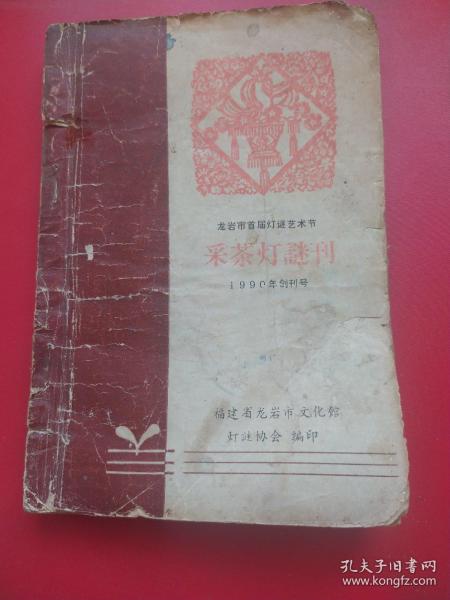 龙岩市首届灯谜艺术节
采茶灯謎刊
1990年创刊号
福建省龙岩市文化馆
灯谜协会 编印
孔夫子旧书网
www.kongfz.com